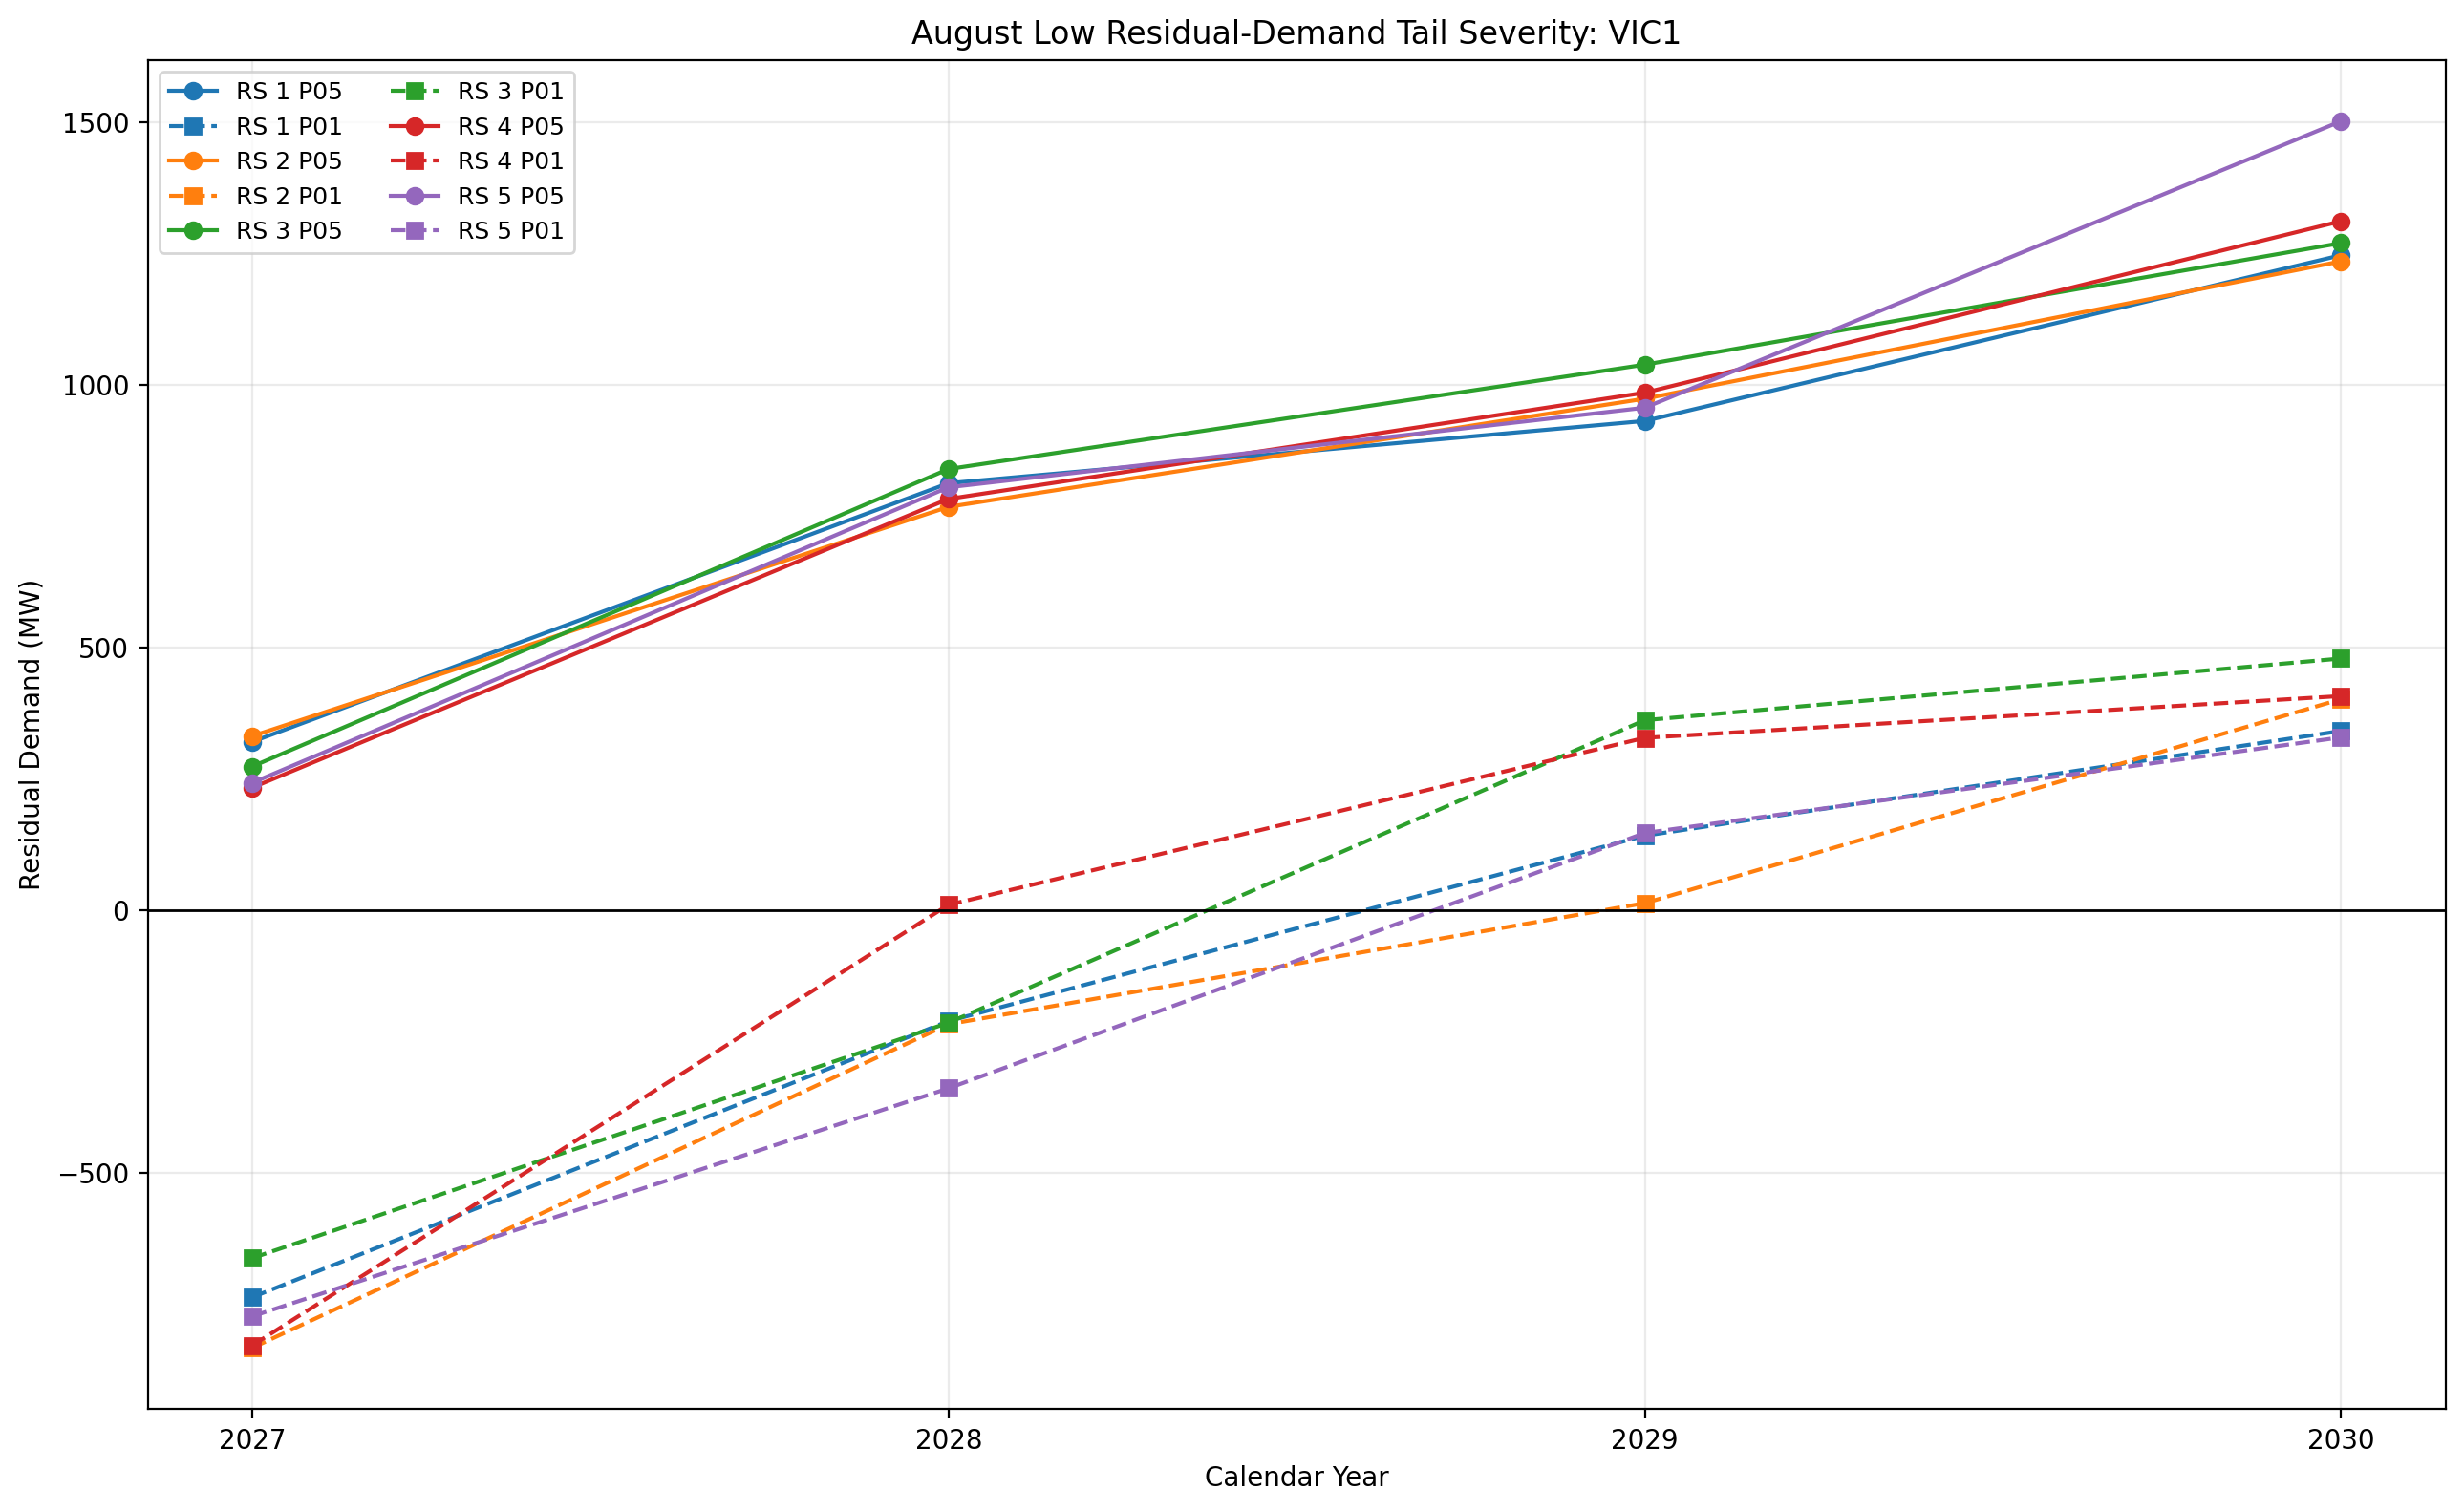 August Low Residual-Demand Tail Severity: VIC1
RS 1 P05
RS 1 P01
RS 2 P05
RS 2 P01
RS 3 P05
RS 3 P01
RS 4 P05
RS 4 P01
RS 5 P05
RS 5 P01
Residual Demand (MW)
1500
1000
500
0
−500
2027
2028
2029
2030
Calendar Year